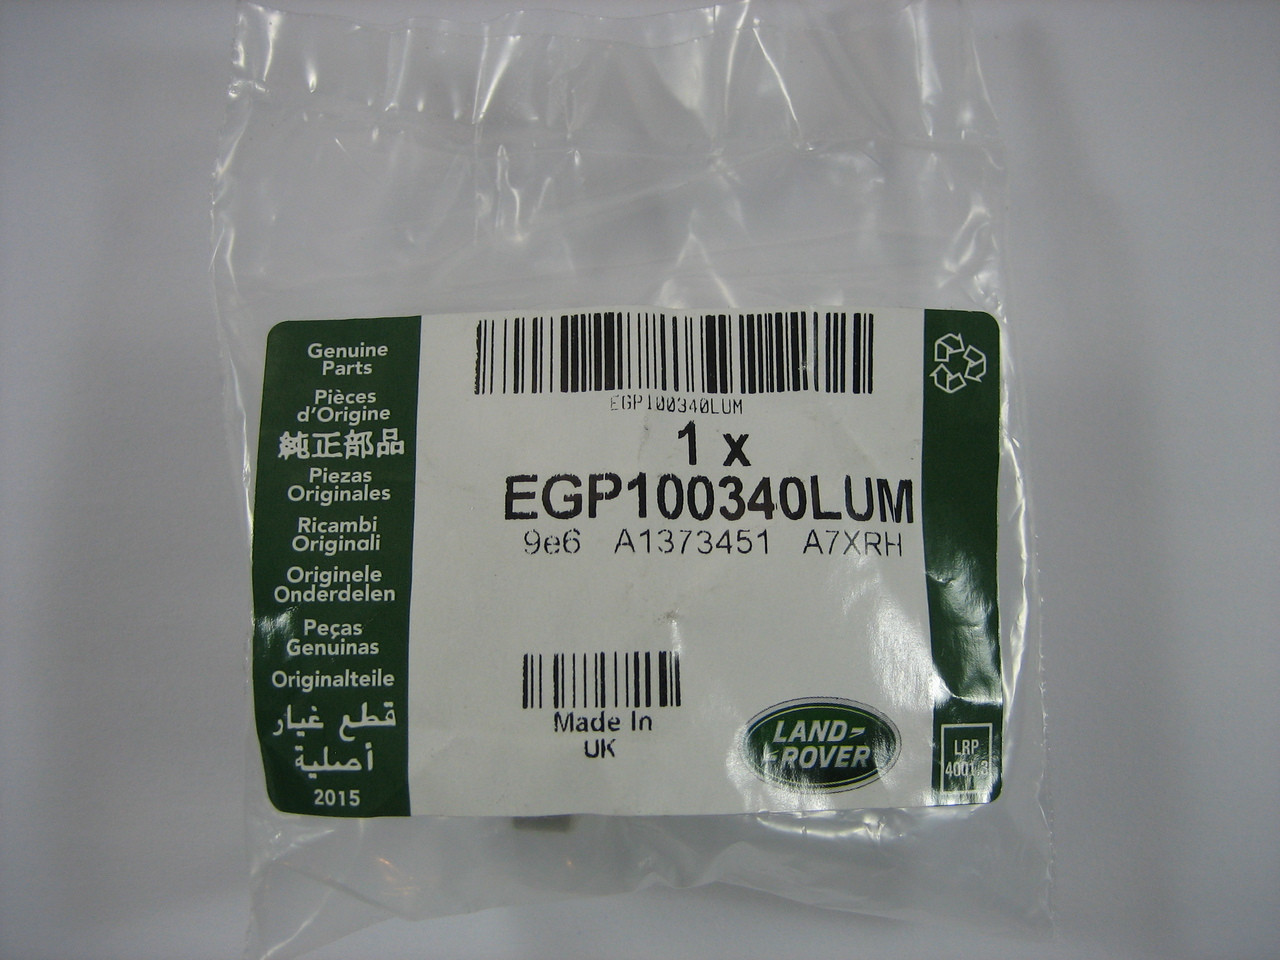 Genuine
Parts
Pièces
d'Origine
純正部品
Piezas
Originales
Ricambi
Originali
Originele
Onderdelen
Peças
Genuinas
Originalteile
قطع غيار
أصلية
2015
EGP100340LUM
1 x
EGP100340LUM
9e6 A1373451 A7XRH
Made In
UK
LAND-
-ROVER
LRP
4001.3